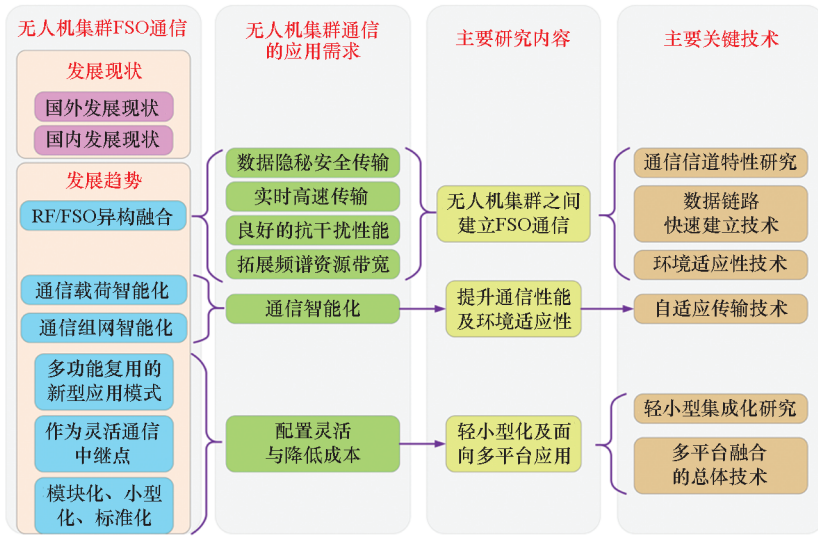 无人机集群FSO通信
发展现状
国外发展现状
国内发展现状
发展趋势
RF/FSO异构融合
通信载荷智能化
通信组网智能化
多功能复用的
新型应用模式
作为灵活通信
中继点
模块化、小型
化、标准化
无人机集群通信
的应用需求
数据隐秘安全传输
实时高速传输
良好的抗干扰性能
拓展频谱资源带宽
通信智能化
配置灵活
与降低成本
主要研究内容
无人机集群之间
建立FSO通信
提升通信性能
及环境适应性
轻小型化及面
向多平台应用
主要关键技术
通信信道特性研究
数据链路
快速建立技术
环境适应性技术
自适应传输技术
轻小型集成化研究
多平台融合
的总体技术